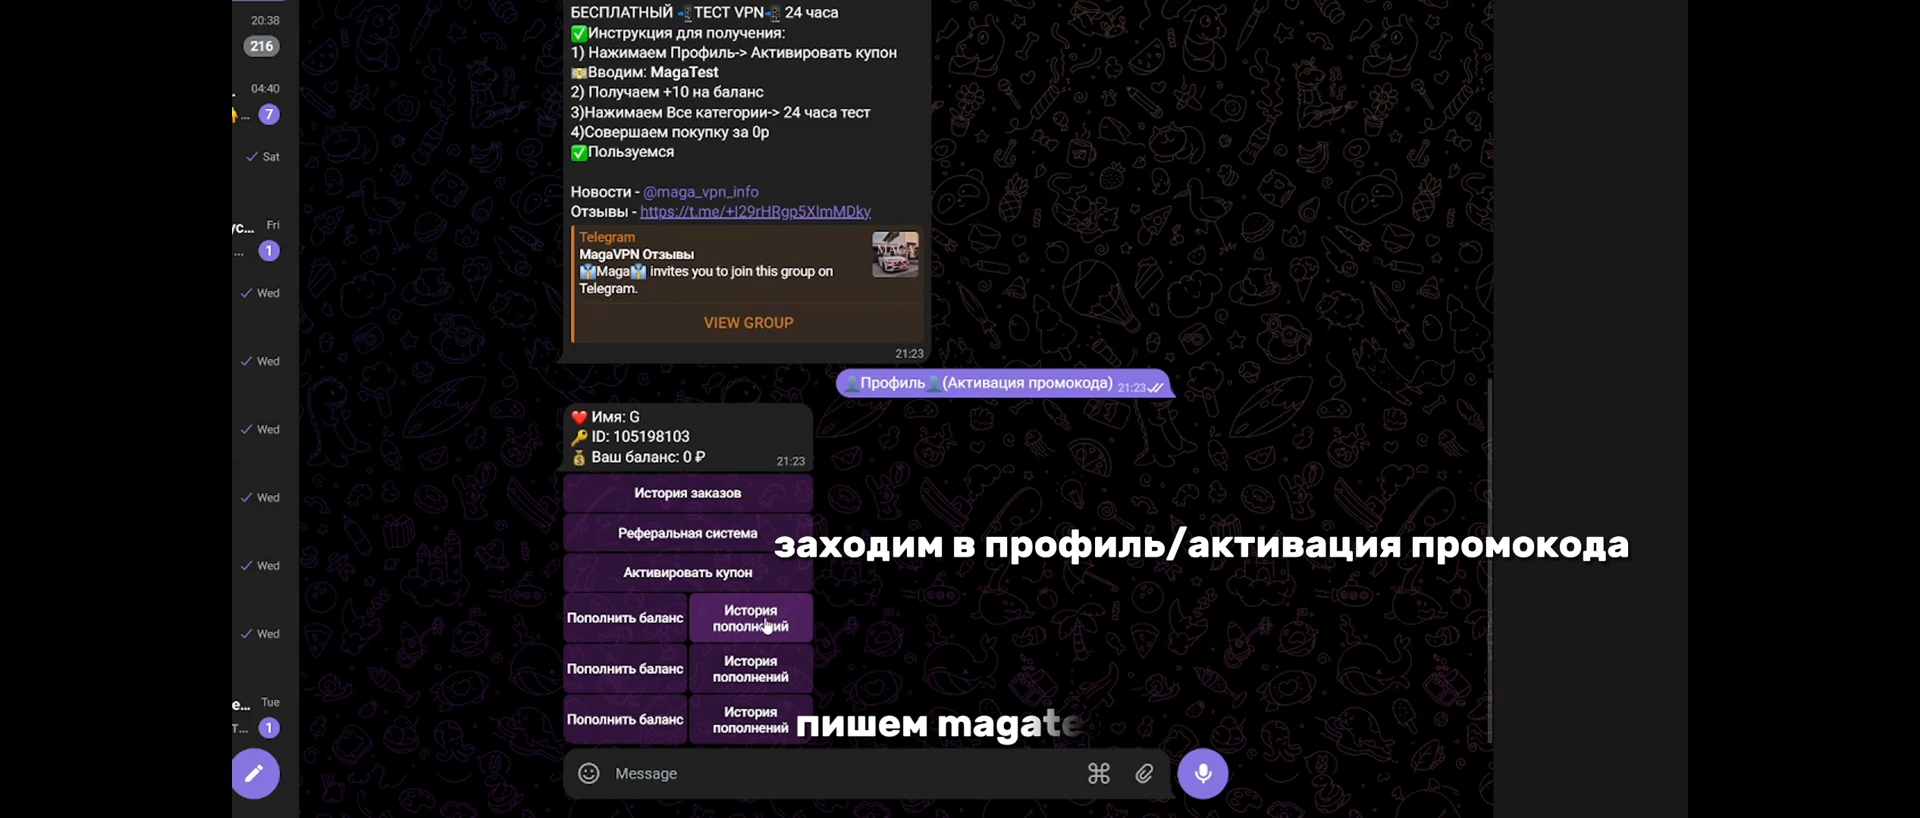 20:38
216
04:40
7
Sat
ус...
Fri
1
Wed
Wed
Wed
Wed
Wed
Wed
е...
Tue
Т...
1
БЕСПЛАТНЫЙ ТЕСТ VPN 24 часа
Инструкция для получения:
1) Нажимаем Профиль-> Активировать купон
Вводим: MagaTest
2) Получаем +10 на баланс
3)Нажимаем Все категории-> 24 часа тест
4)Совершаем покупку за 0р
Пользуемся
Новости - @maga_vpn_info
Отзывы - https://t.me/+I29rHRgp5XlmMDky
Telegram
MagaVPN Отзывы
Maga invites you to join this group on
Telegram.
VIEW GROUP
21:23
Профиль (Активация промокода) 21:23
Имя: G
ID: 105198103
Ваш баланс: 0 ₽
21:23
История заказов
Реферальная система
заходим в профиль/активация промокода
Активировать купон
Пополнить баланс
История
пополнений
Пополнить баланс
История
пополнений
Пополнить баланс
История
пополнений
пишем magate
Message